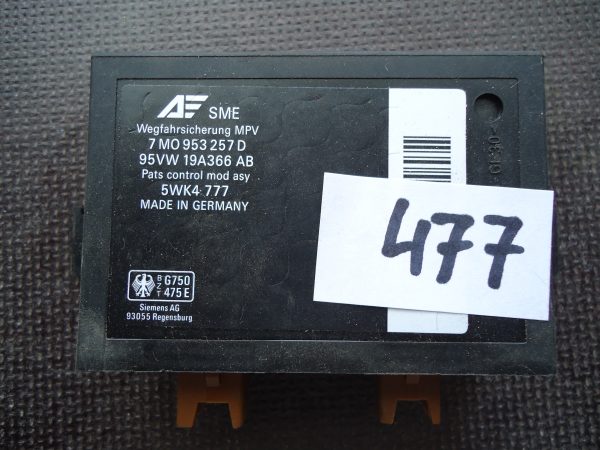 AE SME
Wegfahrsicherung MPV
7 M0 953 257 D
95VW 19A366 AB
Pats control mod asy
5WK4 777
MADE IN GERMANY
477
BZT G750
475 E
Siemens AG
93055 Regensburg